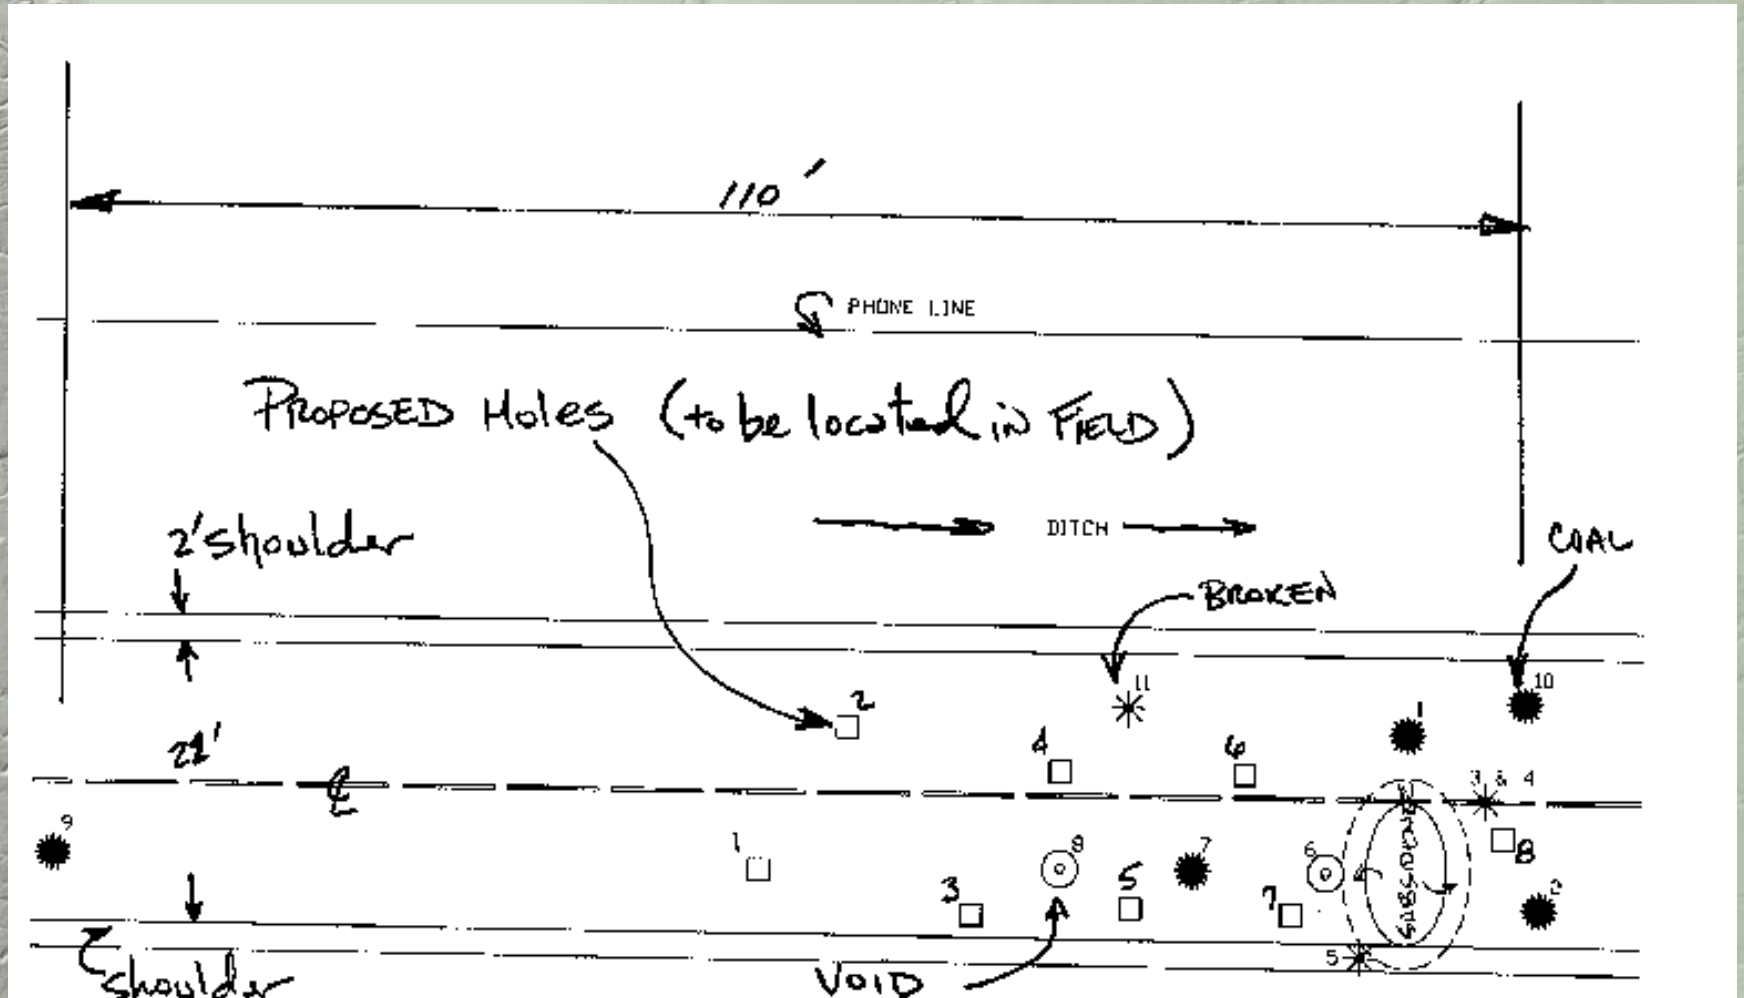 110'
PHONE LINE
PROPOSED Holes (to be located in FIELD)
DITCH
2' shoulder
COAL
BROKEN
10
11
2
1
22'
4
6
3 & 4
℄
9
1
8
7
6
8
5
3
7
2
5
shoulder
VOID